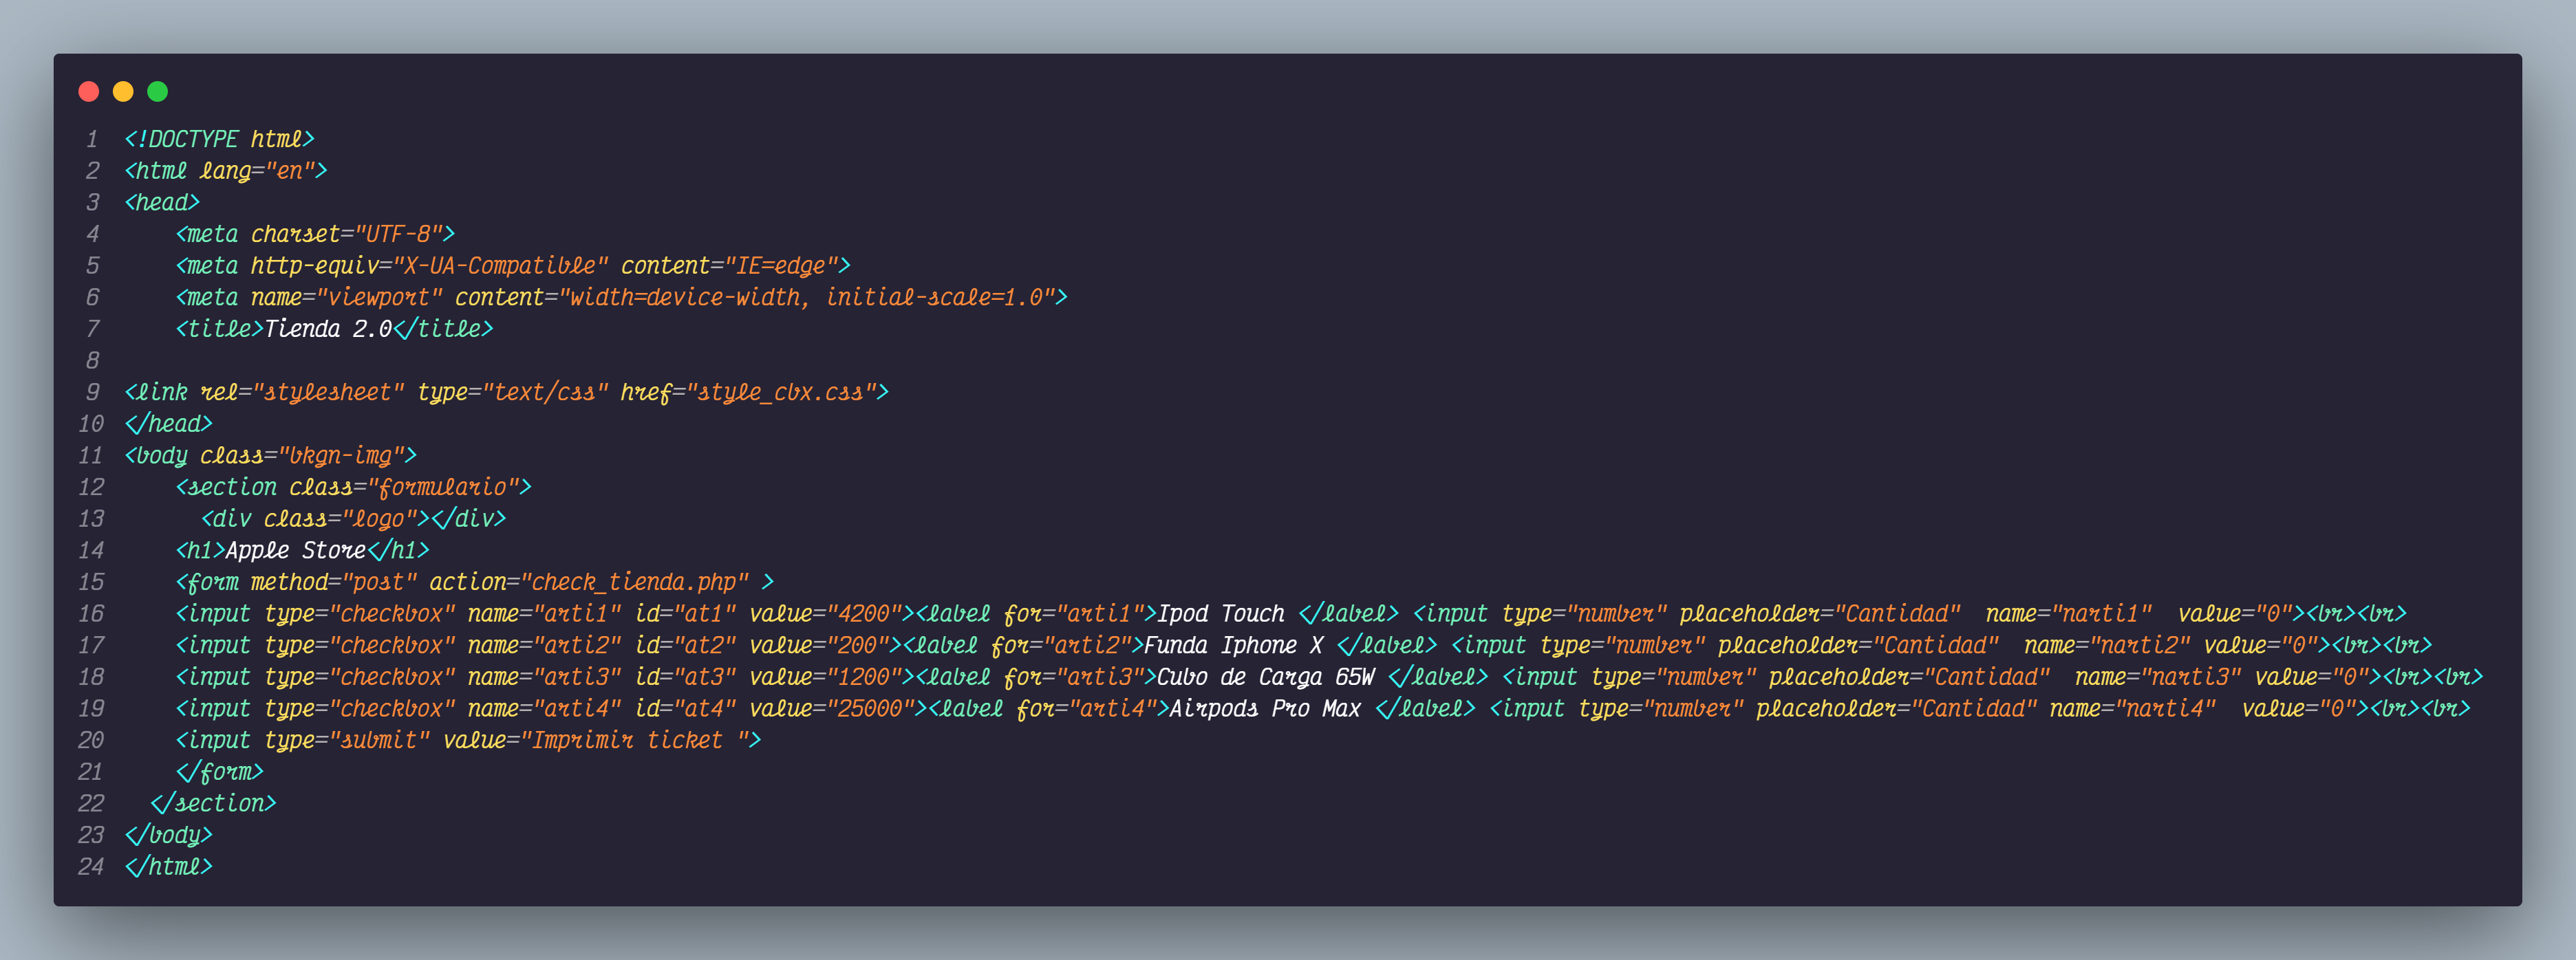 1 <!DOCTYPE html>
2 <html lang="en">
3 <head>
4     <meta charset="UTF-8">
5     <meta http-equiv="X-UA-Compatible" content="IE=edge">
6     <meta name="viewport" content="width=device-width, initial-scale=1.0">
7     <title>Tienda 2.0</title>
8
9 <link rel="stylesheet" type="text/css" href="style_cbx.css">
10 </head>
11 <body class="bkgn-img">
12     <section class="formulario">
13       <div class="logo"></div>
14     <h1>Apple Store</h1>
15     <form method="post" action="check_tienda.php" >
16     <input type="checkbox" name="arti1" id="at1" value="4200"><label for="arti1">Ipod Touch </label> <input type="number" placeholder="Cantidad"  name="narti1"  value="0"><br><br>
17     <input type="checkbox" name="arti2" id="at2" value="200"><label for="arti2">Funda Iphone X </label> <input type="number" placeholder="Cantidad"  name="narti2" value="0"><br><br>
18     <input type="checkbox" name="arti3" id="at3" value="1200"><label for="arti3">Cubo de Carga 65W </label> <input type="number" placeholder="Cantidad"  name="narti3" value="0"><br><br>
19     <input type="checkbox" name="arti4" id="at4" value="25000"><label for="arti4">Airpods Pro Max </label> <input type="number" placeholder="Cantidad" name="narti4"  value="0"><br><br>
20     <input type="submit" value="Imprimir ticket ">
21     </form>
22   </section>
23 </body>
24 </html>